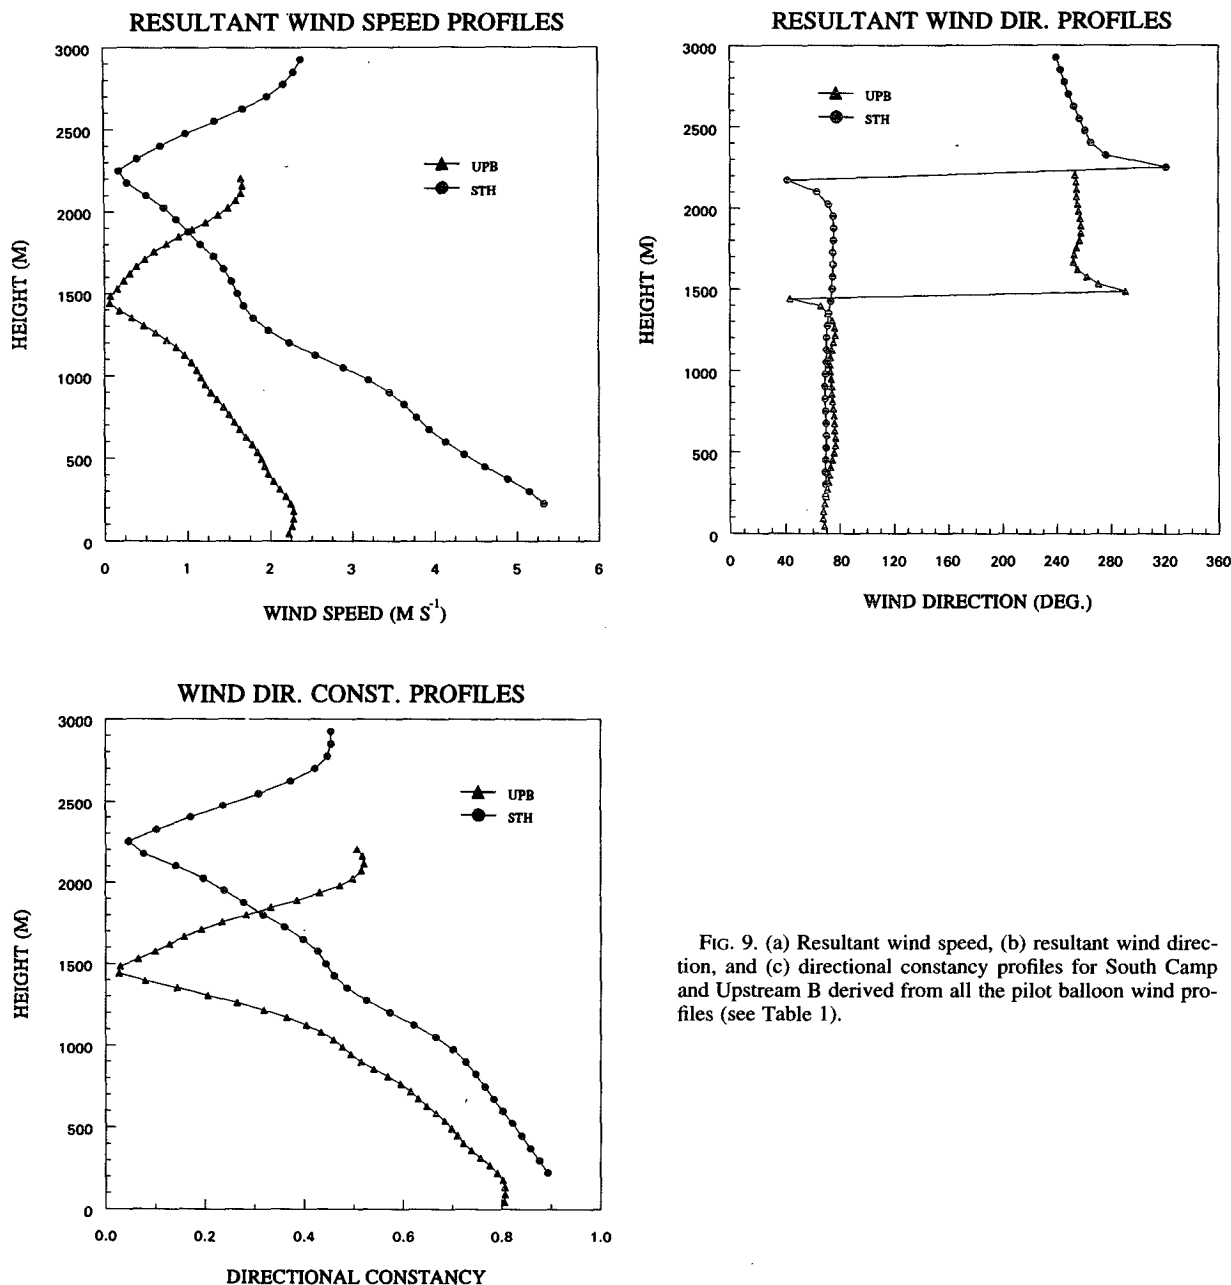 RESULTANT WIND SPEED PROFILES
3000
2500
2000
1500
1000
500
0
HEIGHT (M)
UPB
STH
0 1 2 3 4 5 6
WIND SPEED (M S-1)
RESULTANT WIND DIR. PROFILES
3000
2500
2000
1500
1000
500
0
HEIGHT (M)
UPB
STH
0 40 80 120 160 200 240 280 320 360
WIND DIRECTION (DEG.)
WIND DIR. CONST. PROFILES
3000
2500
2000
1500
1000
500
0
HEIGHT (M)
UPB
STH
0.0 0.2 0.4 0.6 0.8 1.0
DIRECTIONAL CONSTANCY
FIG. 9. (a) Resultant wind speed, (b) resultant wind direc-
tion, and (c) directional constancy profiles for South Camp
and Upstream B derived from all the pilot balloon wind pro-
files (see Table 1).